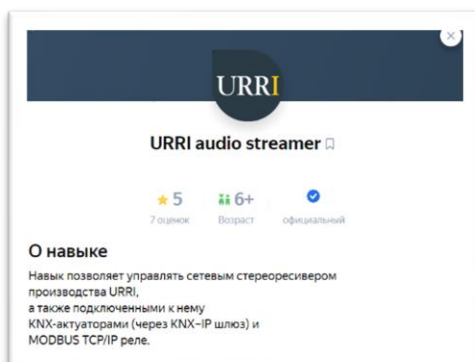 URRI
URRI audio streamer
5
6+
7 оценок
Возраст
официальный
О навыке
Навык позволяет управлять сетевым стереоресивером
производства URRI,
а также подключенными к нему
KNX-актуаторами (через KNX-IP шлюз) и
MODBUS TCP/IP реле.